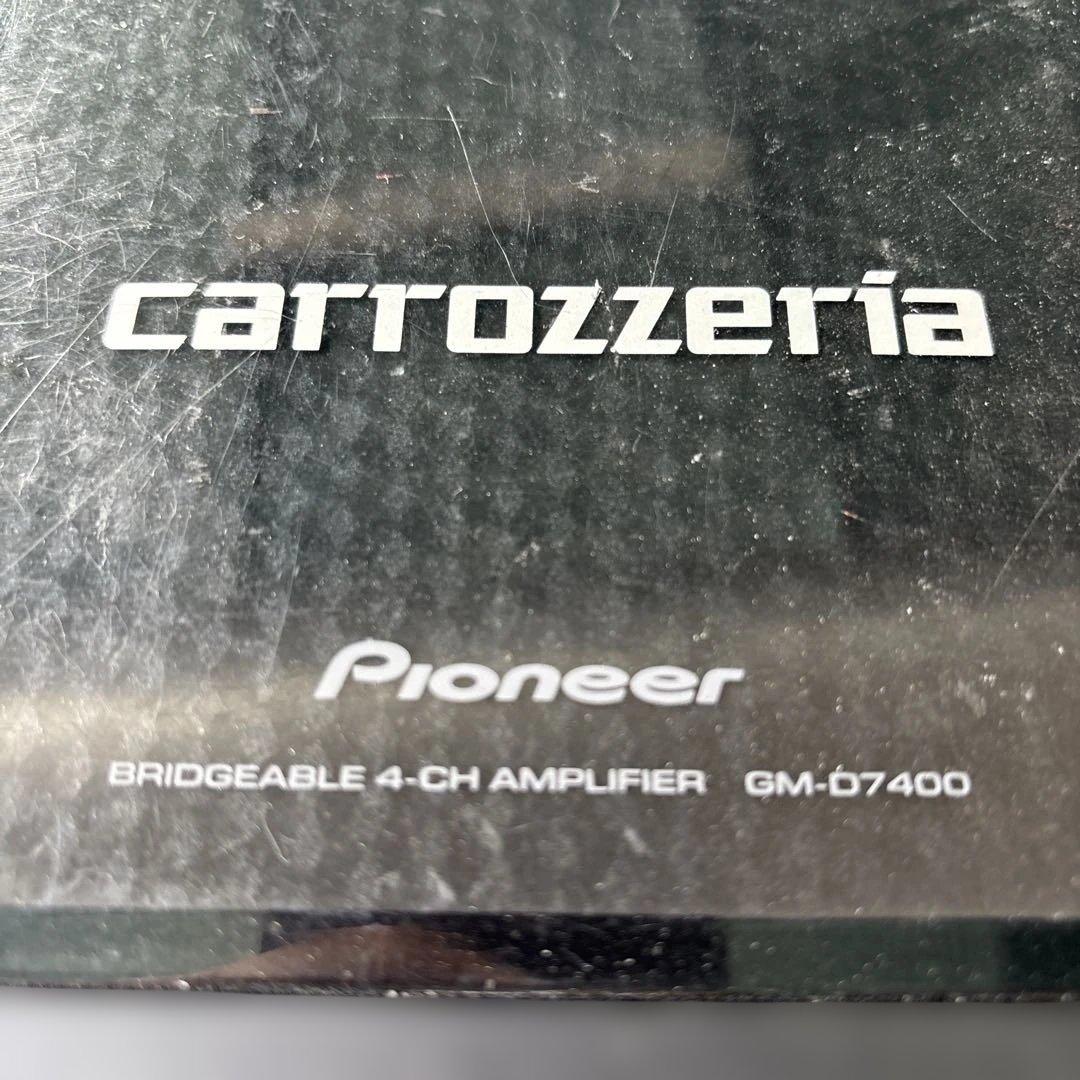 carrozzeria
Pioneer
BRIDGEABLE 4-CH AMPLIFIER GM-D7400